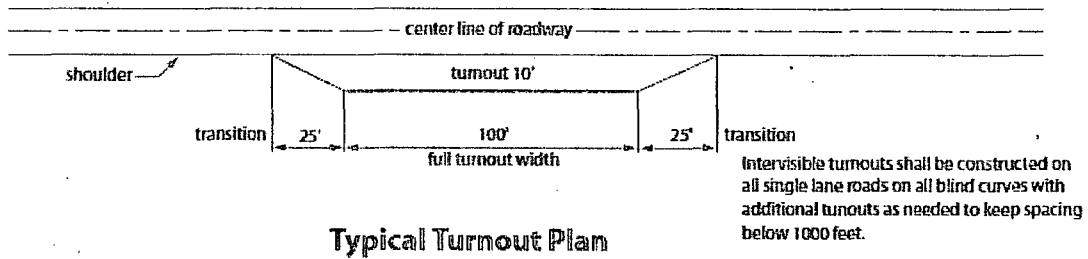 center line of roadway
shoulder
turnout 10'
transition
25'
100'
25'
transition
full turnout width
Intervisible turnouts shall be constructed on
all single lane roads on all blind curves with
additional tunouts as needed to keep spacing
below 1000 feet.
Typical Turnout Plan